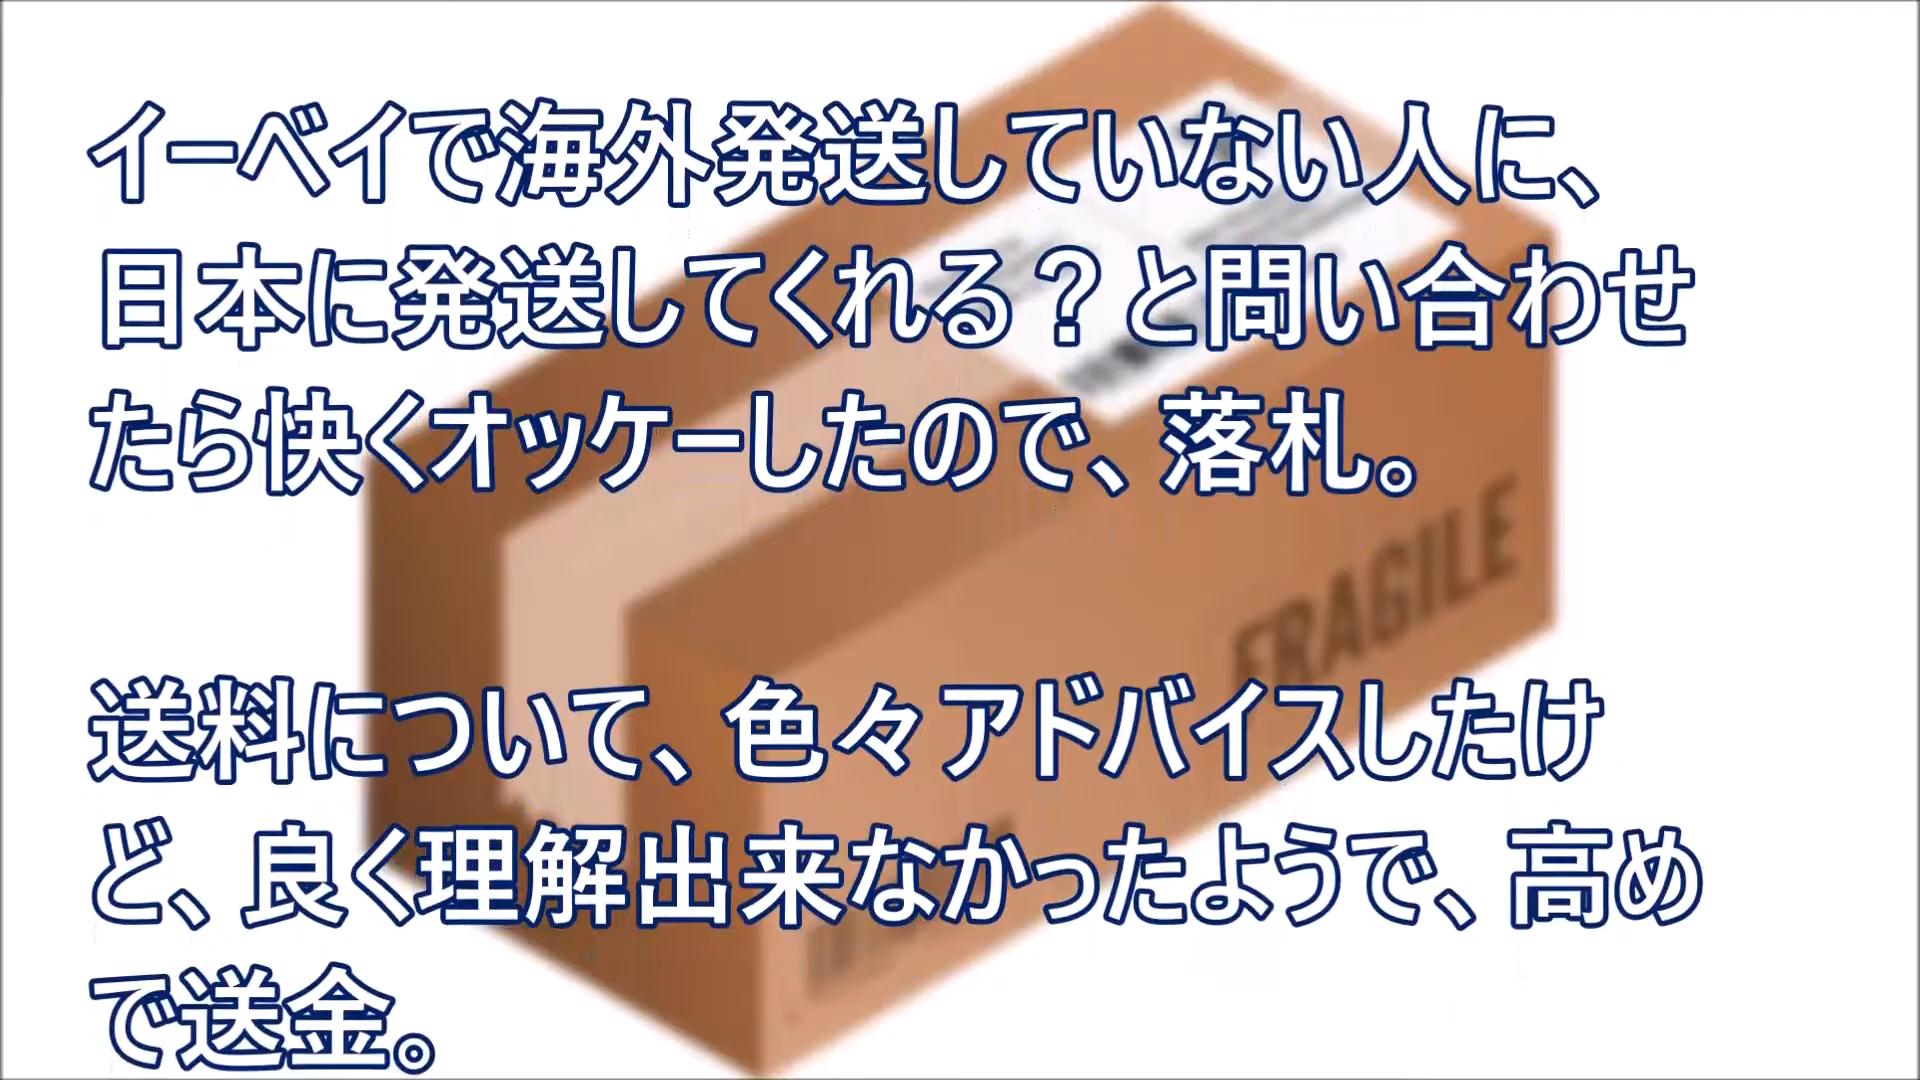 イーベイで海外発送していない人に、
日本に発送してくれる？と問い合わせ
たら快くオッケーしたので、落札。
送料について、色々アドバイスしたけ
ど、良く理解出来なかったようで、高め
で送金。
FRAGILE